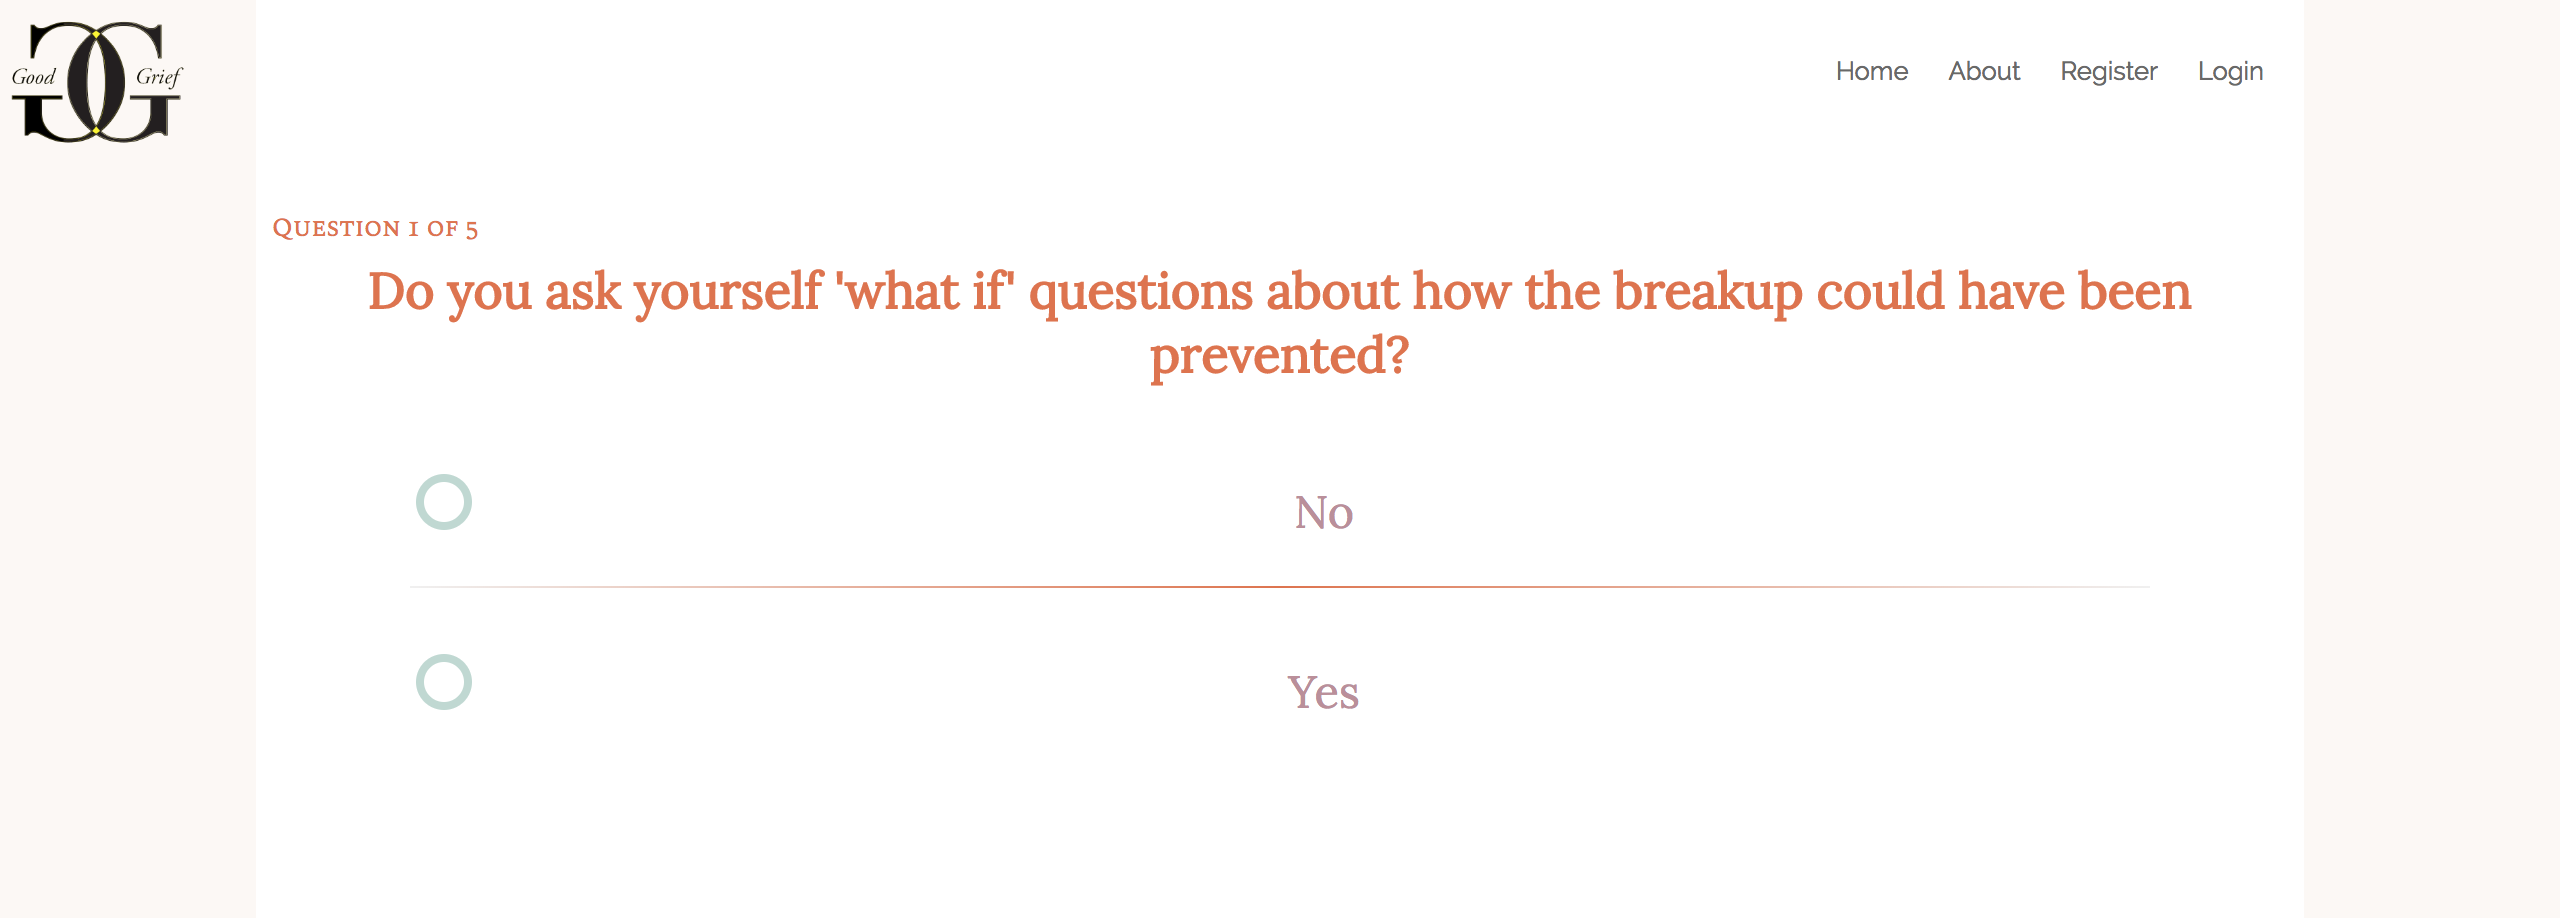 Good Grief
Home About Register Login
Question 1 of 5
Do you ask yourself 'what if' questions about how the breakup could have been
prevented?
No
Yes